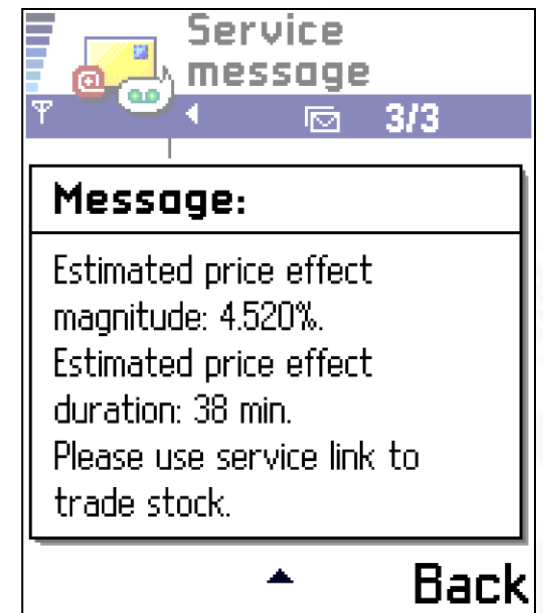 Service
message
3/3
Message:
Estimated price effect
magnitude: 4.520%.
Estimated price effect
duration: 38 min.
Please use service link to
trade stock.
Back